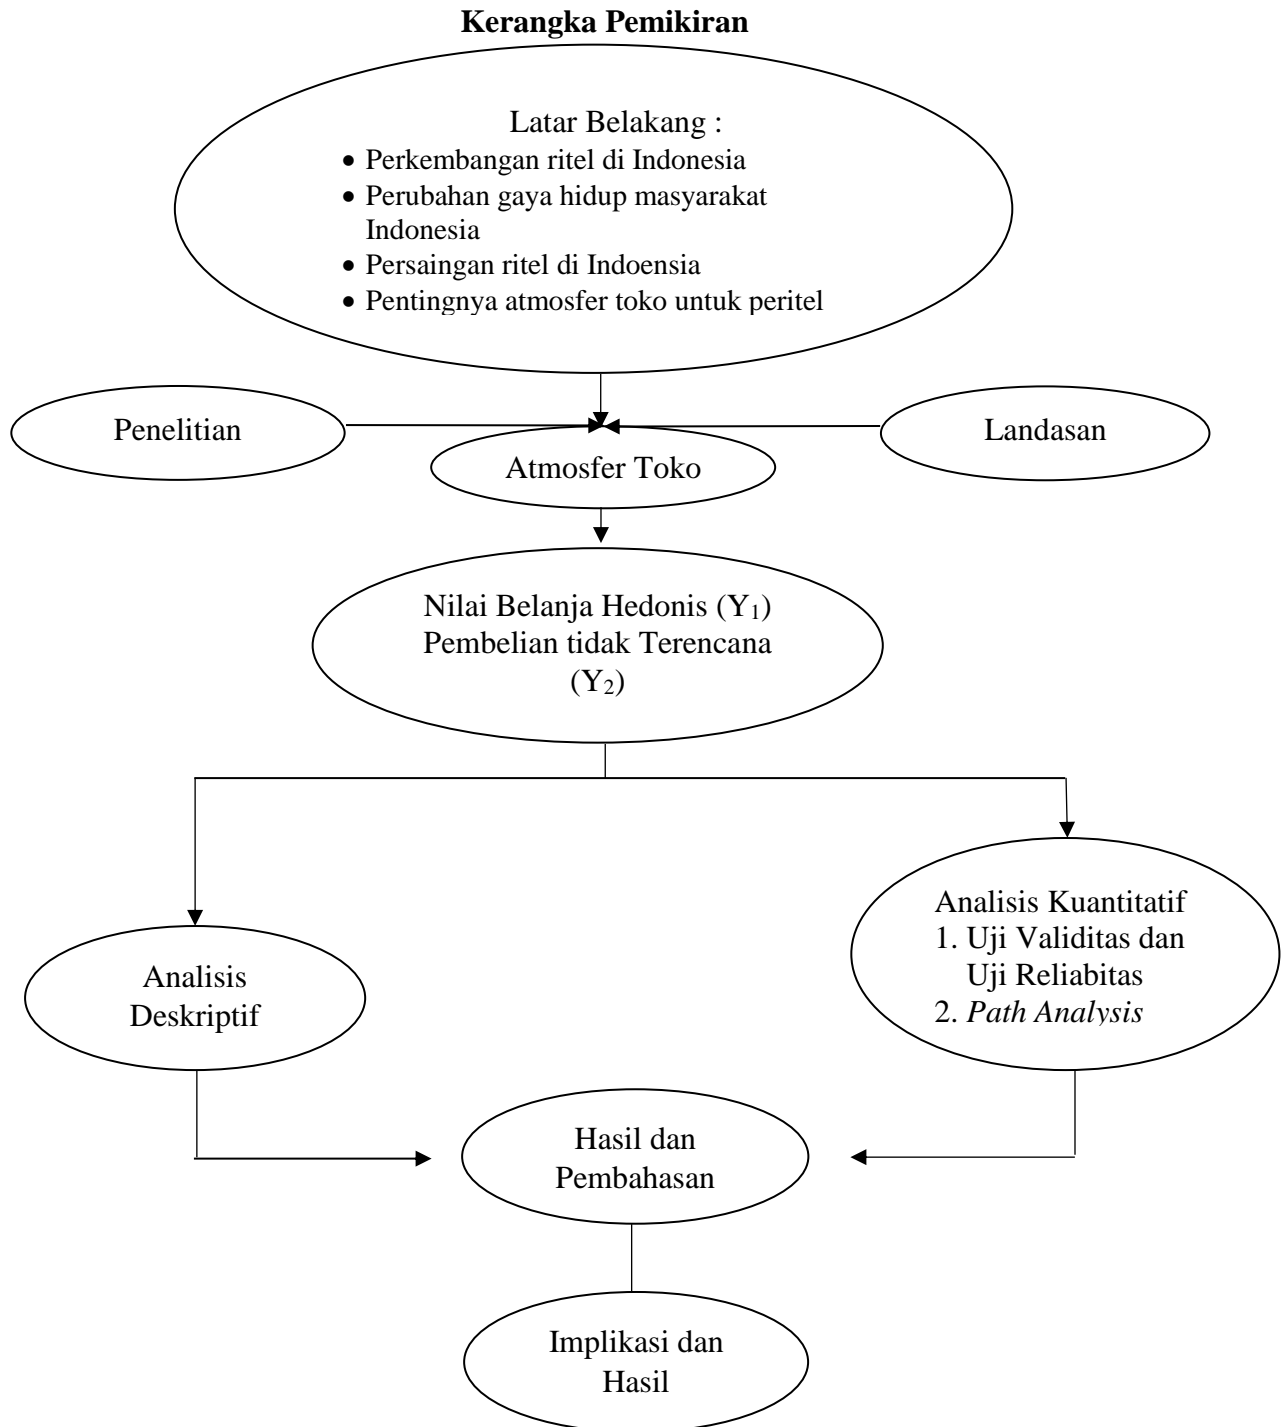 Kerangka Pemikiran
Latar Belakang :
• Perkembangan ritel di Indonesia
• Perubahan gaya hidup masyarakat
Indonesia
• Persaingan ritel di Indoensia
• Pentingnya atmosfer toko untuk peritel
Penelitian
Landasan
Atmosfer Toko
Nilai Belanja Hedonis (Y₁)
Pembelian tidak Terencana
(Y₂)
Analisis Kuantitatif
1. Uji Validitas dan
Uji Reliabitas
2. Path Analysis
Analisis
Deskriptif
Hasil dan
Pembahasan
Implikasi dan
Hasil